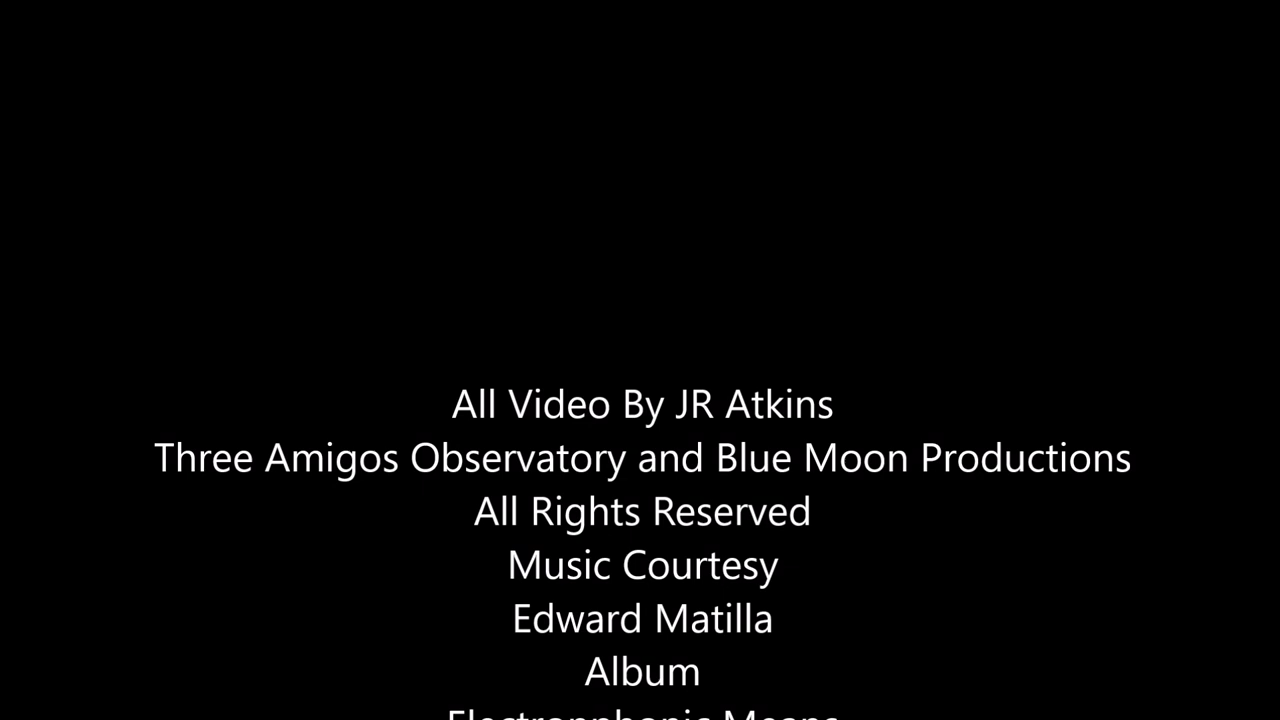 All Video By JR Atkins
Three Amigos Observatory and Blue Moon Productions
All Rights Reserved
Music Courtesy
Edward Matilla
Album